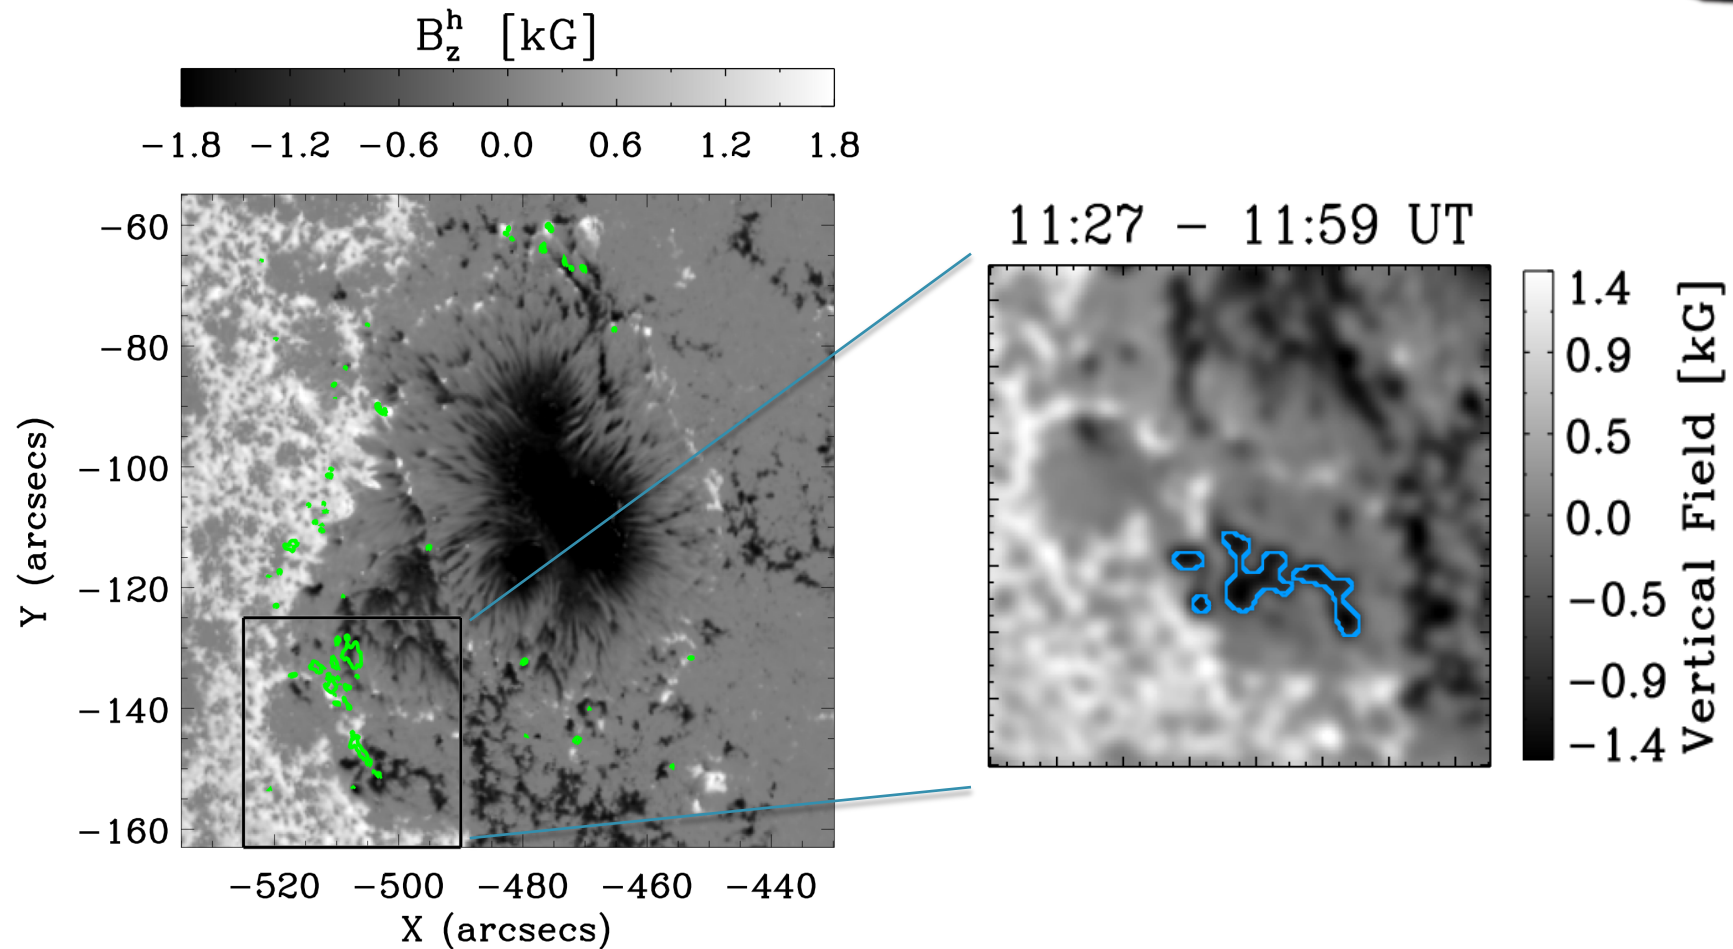 B_z^h [kG]
−1.8 −1.2 −0.6 0.0 0.6 1.2 1.8
−60
−80
−100
−120
−140
−160
Y (arcsecs)
−520 −500 −480 −460 −440
X (arcsecs)
11:27 − 11:59 UT
1.4
0.9
0.5
0.0
−0.5
−0.9
−1.4
Vertical Field [kG]